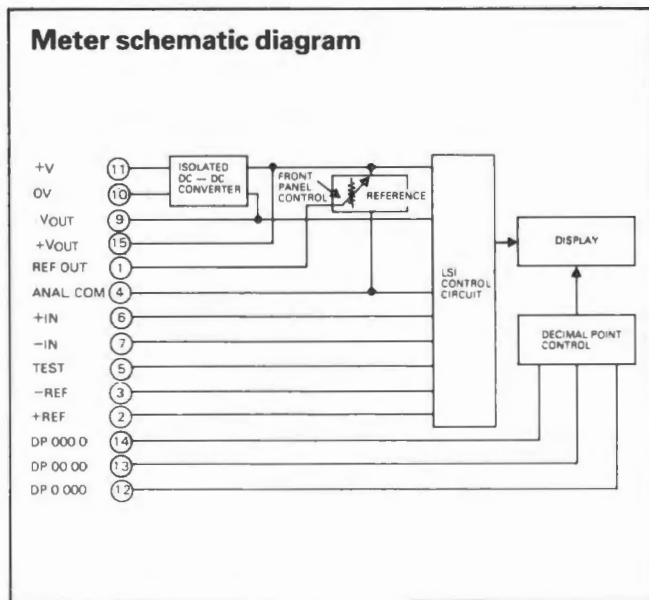 Meter schematic diagram
+V 11
0V 10
VOUT 9
+VOUT 15
REF OUT 1
ANAL. COM 4
+IN 6
−IN 7
TEST 5
−REF 3
+REF 2
DP 000 0 14
DP 00 00 13
DP 0 000 12
ISOLATED
DC — DC
CONVERTER
FRONT
PANEL
CONTROL
REFERENCE
LSI
CONTROL
CIRCUIT
DISPLAY
DECIMAL POINT
CONTROL